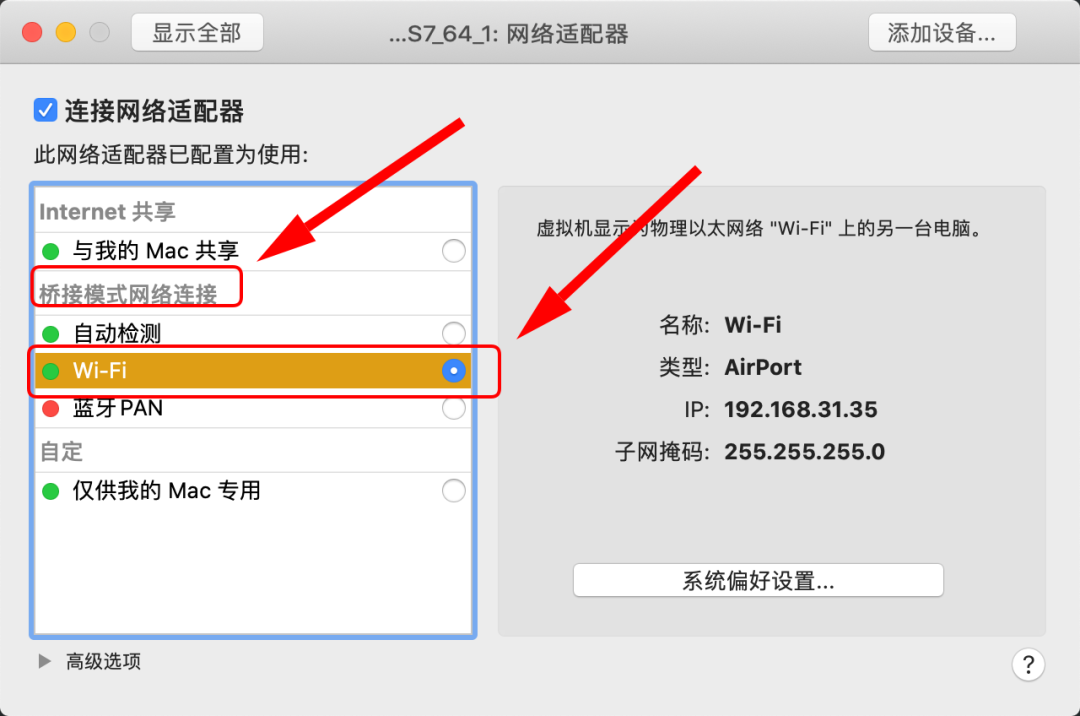 显示全部
...S7_64_1: 网络适配器
添加设备...
连接网络适配器
此网络适配器已配置为使用:
Internet 共享
与我的 Mac 共享
桥接模式网络连接
自动检测
Wi-Fi
蓝牙 PAN
自定
仅供我的 Mac 专用
虚拟机显示为物理以太网络 "Wi-Fi" 上的另一台电脑。
名称: Wi-Fi
类型: AirPort
IP: 192.168.31.35
子网掩码: 255.255.255.0
系统偏好设置...
高级选项
?